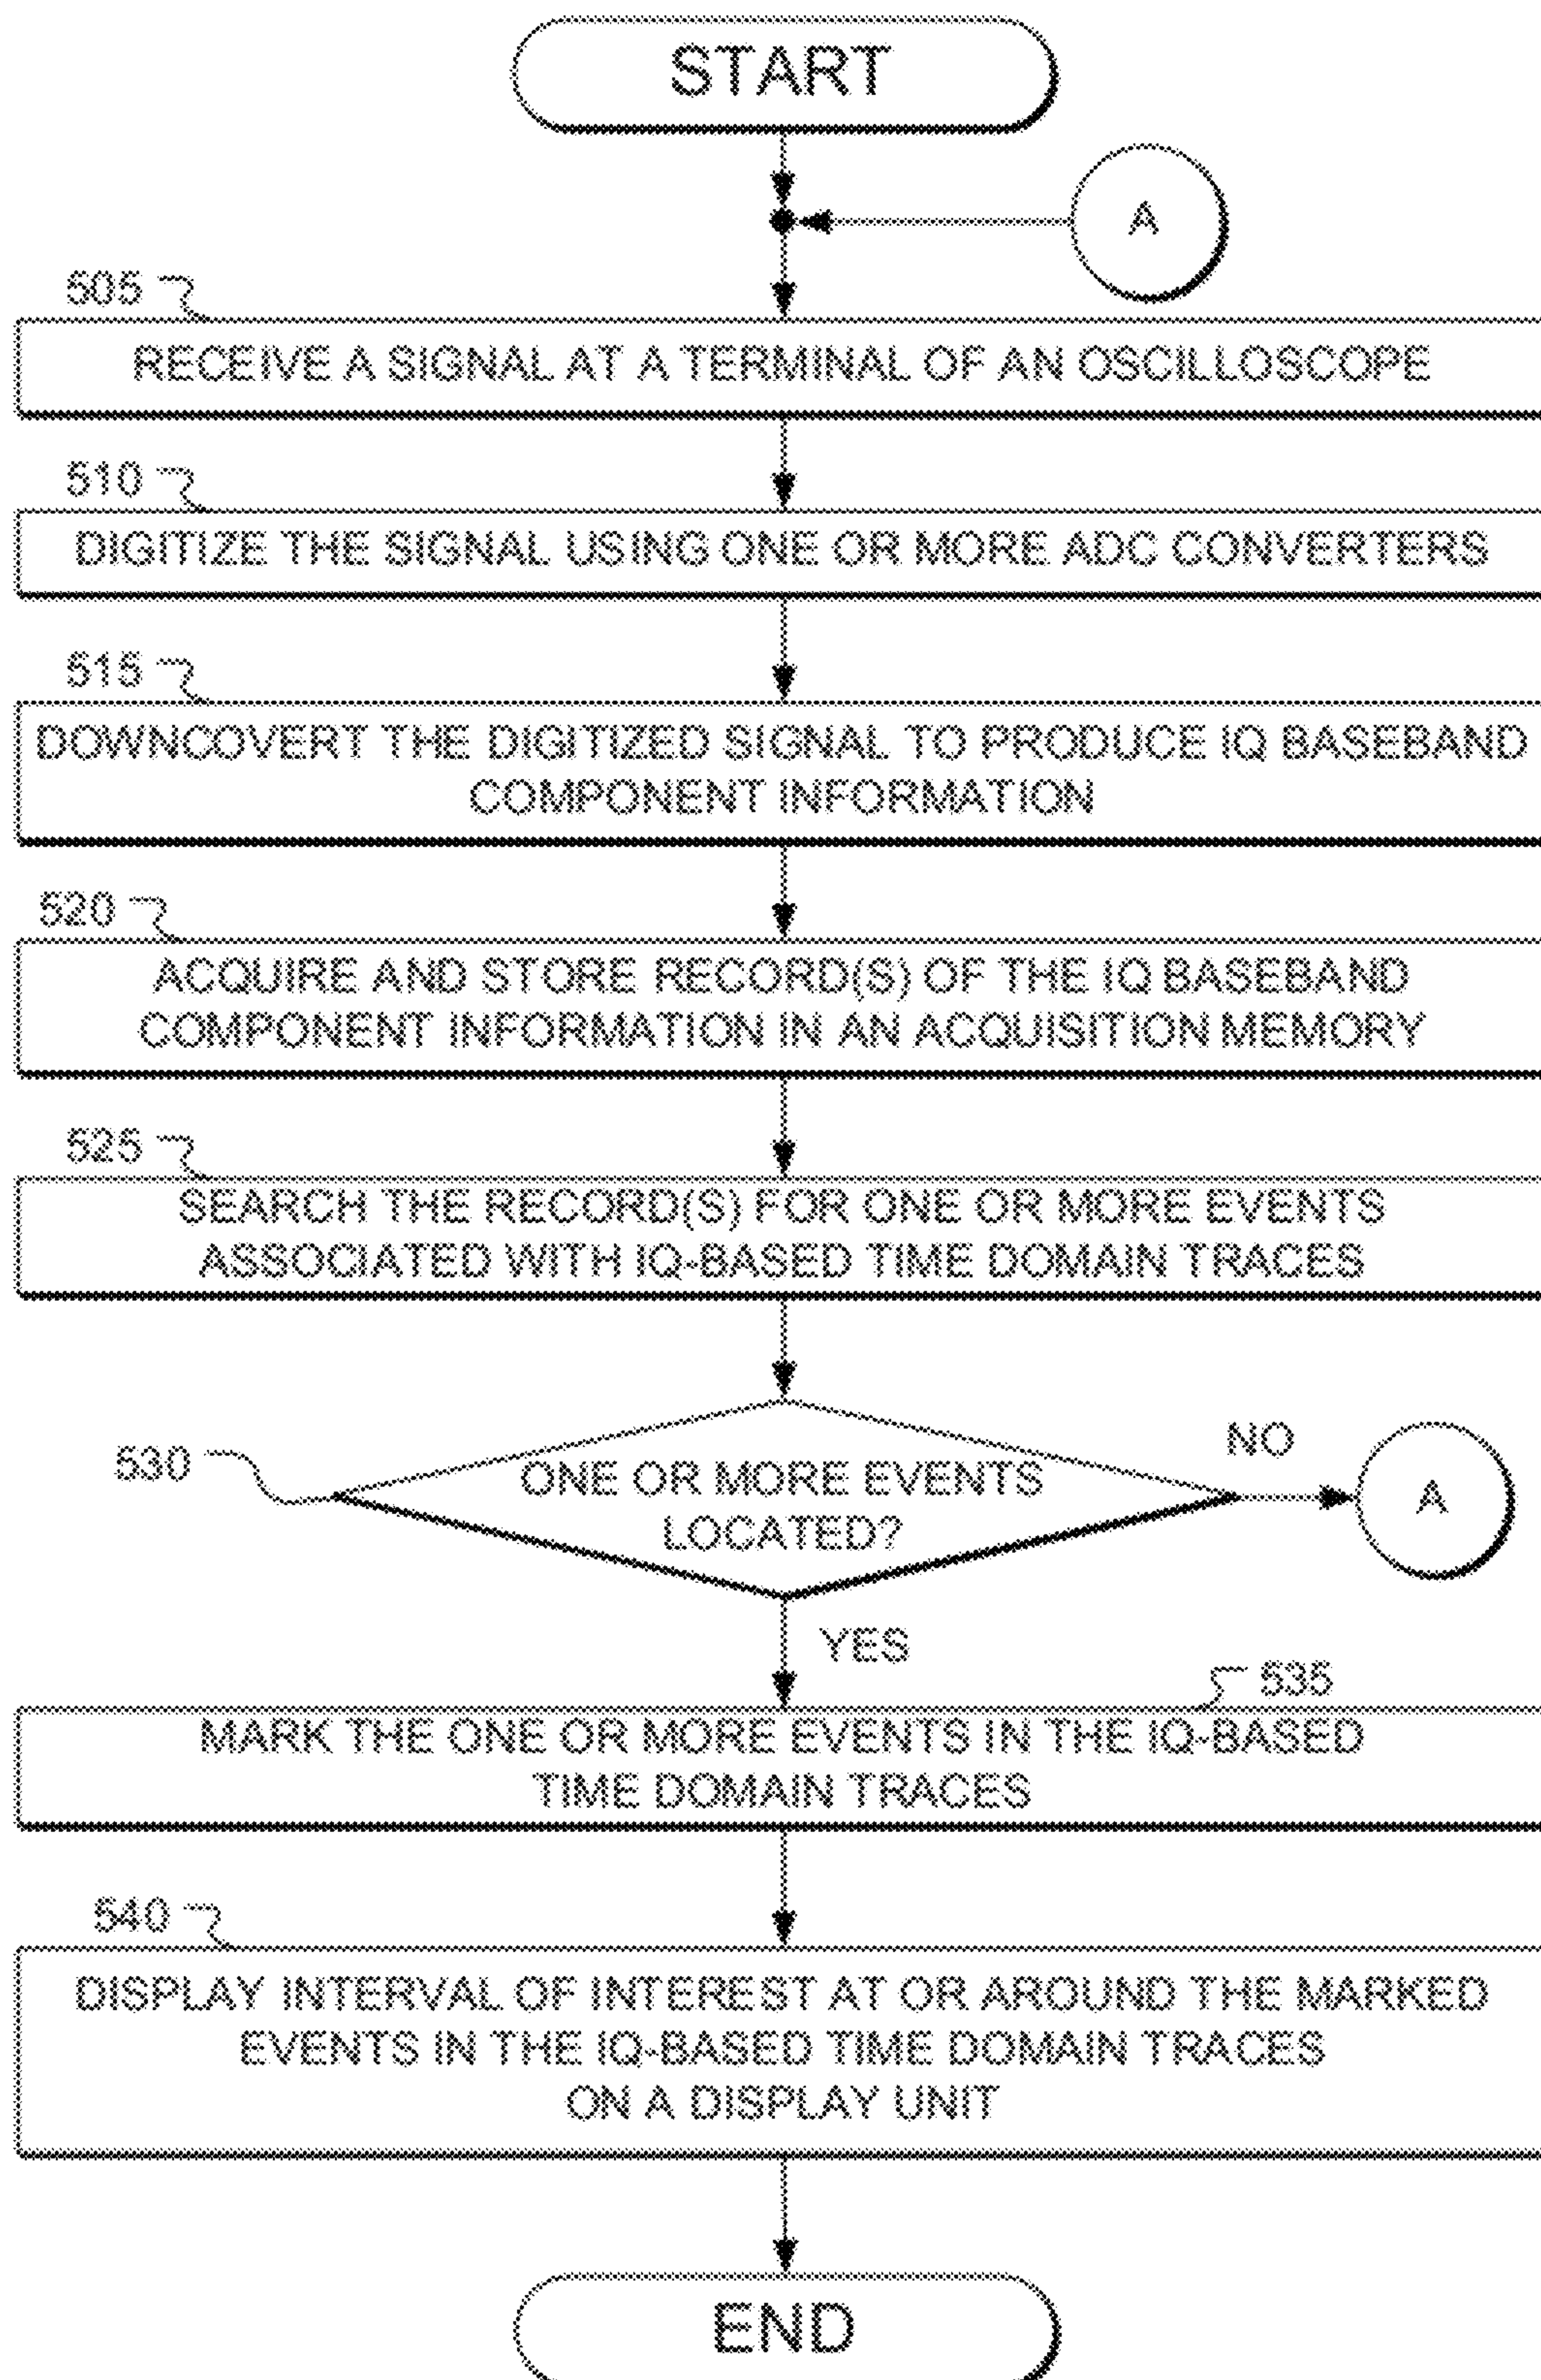 START
A
505
RECEIVE A SIGNAL AT A TERMINAL OF AN OSCILLOSCOPE
510
DIGITIZE THE SIGNAL USING ONE OR MORE ADC CONVERTERS
515
DOWNCOVERT THE DIGITIZED SIGNAL TO PRODUCE IQ BASEBAND
COMPONENT INFORMATION
520
ACQUIRE AND STORE RECORD(S) OF THE IQ BASEBAND
COMPONENT INFORMATION IN AN ACQUISITION MEMORY
525
SEARCH THE RECORD(S) FOR ONE OR MORE EVENTS
ASSOCIATED WITH IQ-BASED TIME DOMAIN TRACES
530
ONE OR MORE EVENTS
LOCATED?
NO
A
YES
535
MARK THE ONE OR MORE EVENTS IN THE IQ-BASED
TIME DOMAIN TRACES
540
DISPLAY INTERVAL OF INTEREST AT OR AROUND THE MARKED
EVENTS IN THE IQ-BASED TIME DOMAIN TRACES
ON A DISPLAY UNIT
END